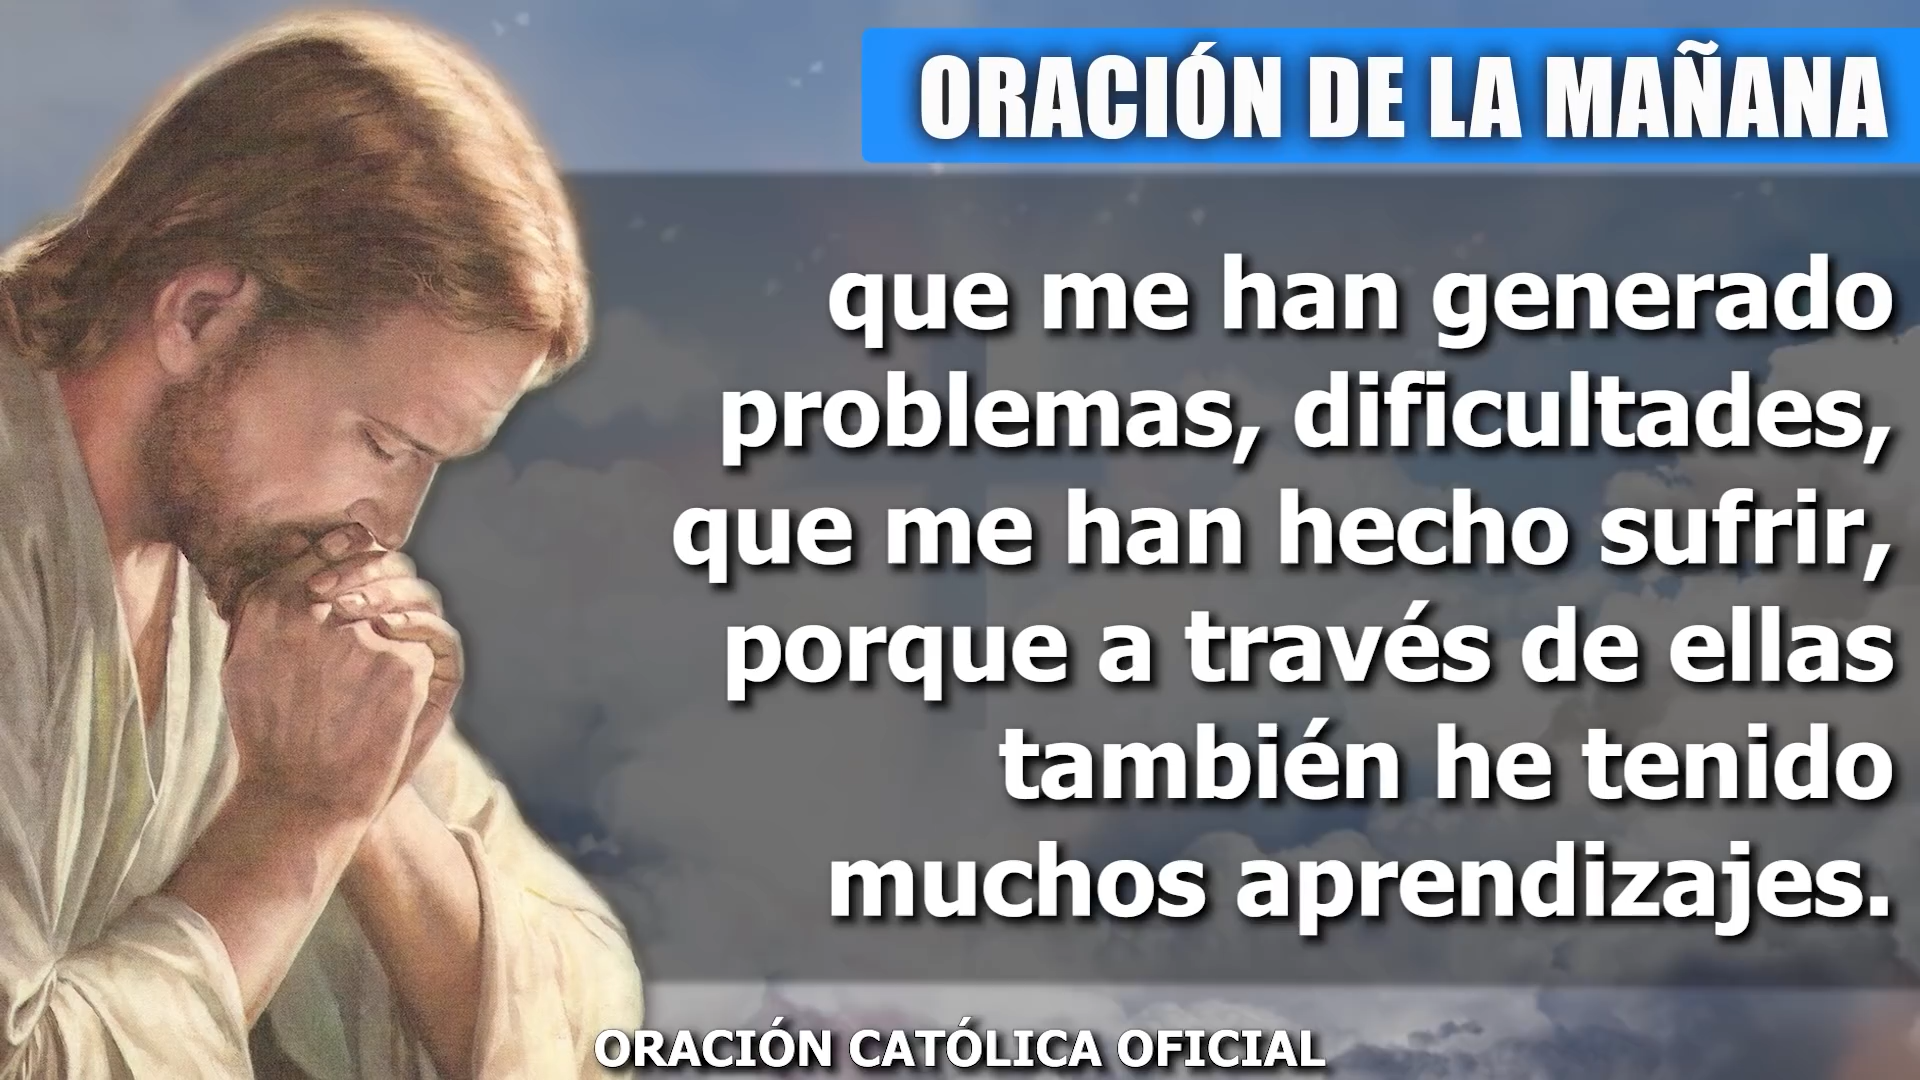 ORACIÓN DE LA MAÑANA
que me han generado
problemas, dificultades,
que me han hecho sufrir,
porque a través de ellas
también he tenido
muchos aprendizajes.
ORACIÓN CATÓLICA OFICIAL